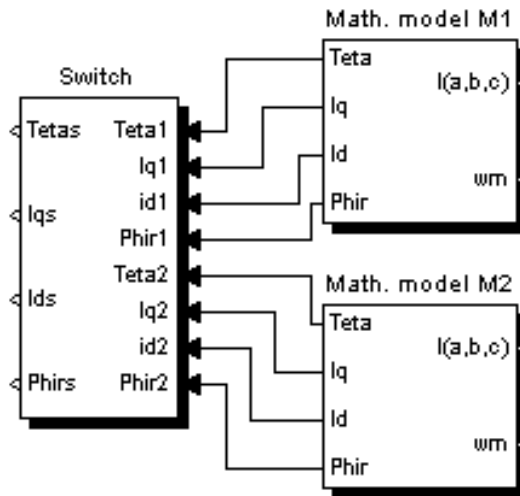 Math. model M1
Teta
I(a,b,c)
Iq
Id
wm
Phir
Switch
Tetas
Teta1
Iq1
Iqs
id1
Phir1
Teta2
Ids
Iq2
id2
Phirs
Phir2
Math. model M2
Teta
I(a,b,c)
Iq
Id
wm
Phir